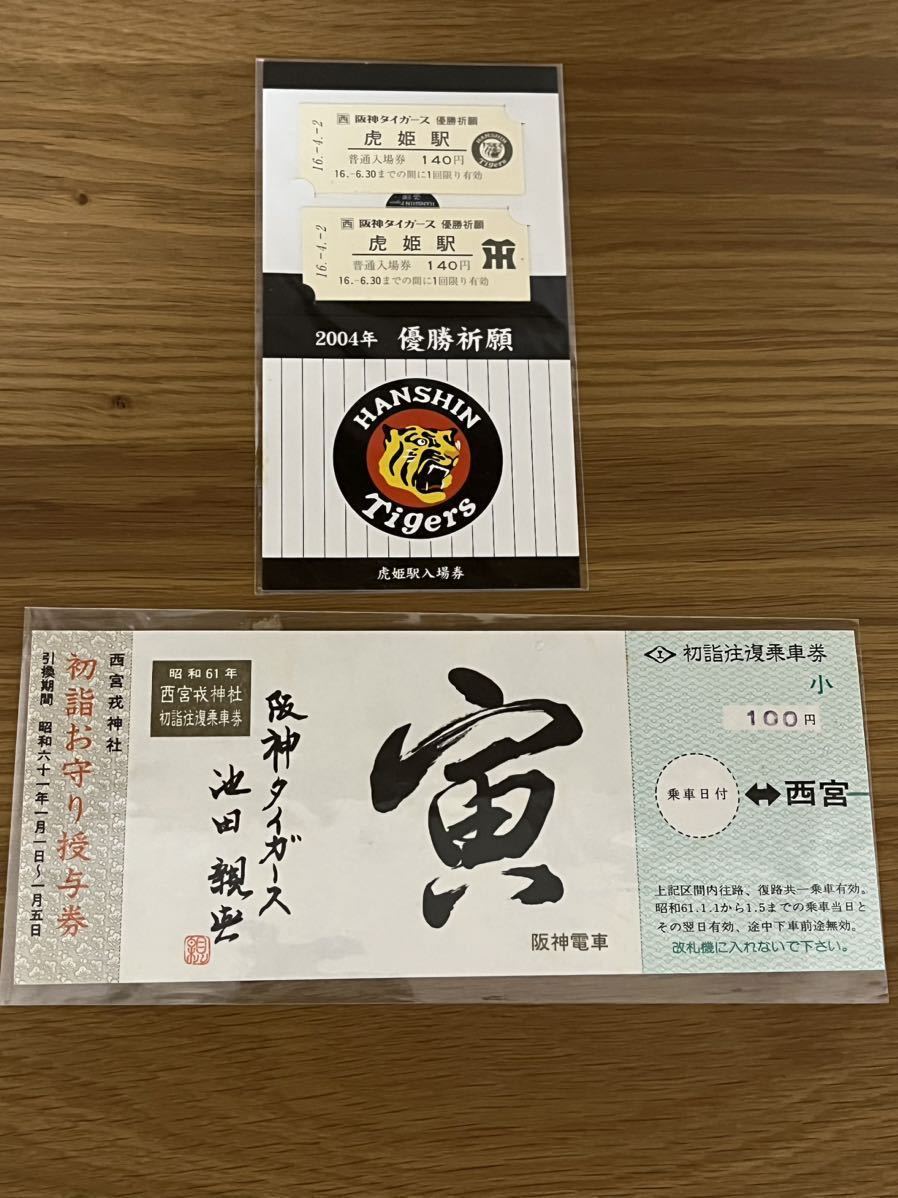 西 阪神タイガース 優勝祈願
虎姫駅
普通入場券 140円
16.-6.30までの間に1回限り有効
16.-4.-2
HANSHIN
Tigers
西 阪神タイガース 優勝祈願
虎姫駅
普通入場券 140円
16.-6.30までの間に1回限り有効
16.-4.-2
2004年 優勝祈願
HANSHIN
Tigers
虎姫駅入場券
西宮戎神社
初詣お守り授与券
引換期間 昭和六十一年一月一日〜一月五日
昭和61年
西宮戎神社
初詣往復乗車券
寅
阪神タイガース
池田親興
阪神電車
初詣往復乗車券
小
100円
乗車日付 ↔ 西宮
上記区間内往路、復路共一乗車有効。
昭和61.1.1から1.5までの乗車当日と
その翌日有効、途中下車前途無効。
改札機に入れないで下さい。